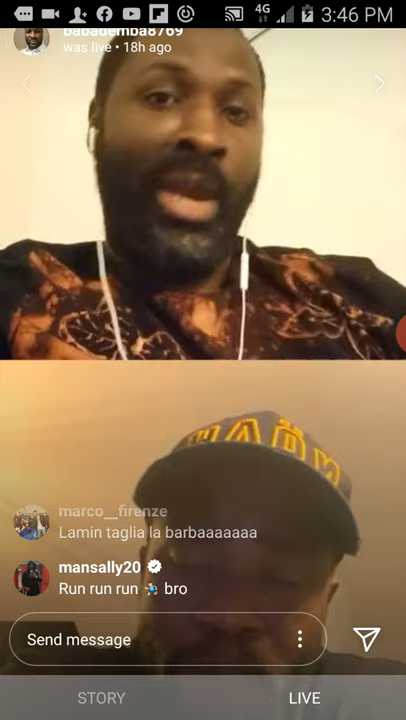 4G
3:46 PM
babademba8769
was live • 18h ago
marco__firenze
Lamin taglia la barbaaaaaaa
mansally20
Run run run 🏃 bro
Send message
STORY
LIVE